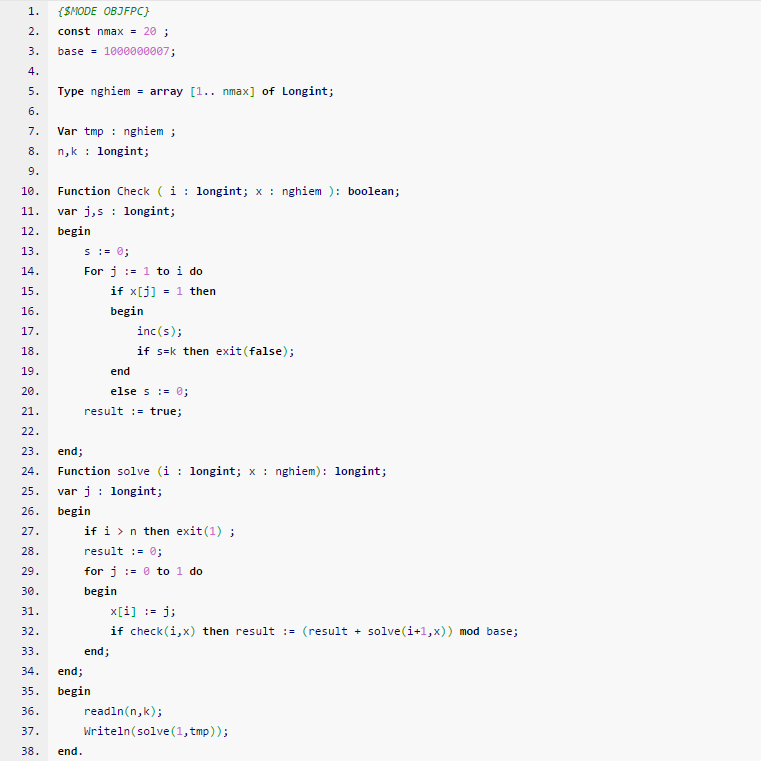 1. {$MODE OBJFPC}
2. const nmax = 20 ;
3. base = 1000000007;
4.
5. Type nghiem = array [1.. nmax] of Longint;
6.
7. Var tmp : nghiem ;
8. n,k : longint;
9.
10. Function Check ( i : longint; x : nghiem ): boolean;
11. var j,s : longint;
12. begin
13.     s := 0;
14.     For j := 1 to i do
15.         if x[j] = 1 then
16.         begin
17.             inc(s);
18.             if s=k then exit(false);
19.         end
20.         else s := 0;
21.     result := true;
22.
23. end;
24. Function solve (i : longint; x : nghiem): longint;
25. var j : longint;
26. begin
27.     if i > n then exit(1) ;
28.     result := 0;
29.     for j := 0 to 1 do
30.     begin
31.         x[i] := j;
32.         if check(i,x) then result := (result + solve(i+1,x)) mod base;
33.     end;
34. end;
35. begin
36.     readln(n,k);
37.     Writeln(solve(1,tmp));
38. end.